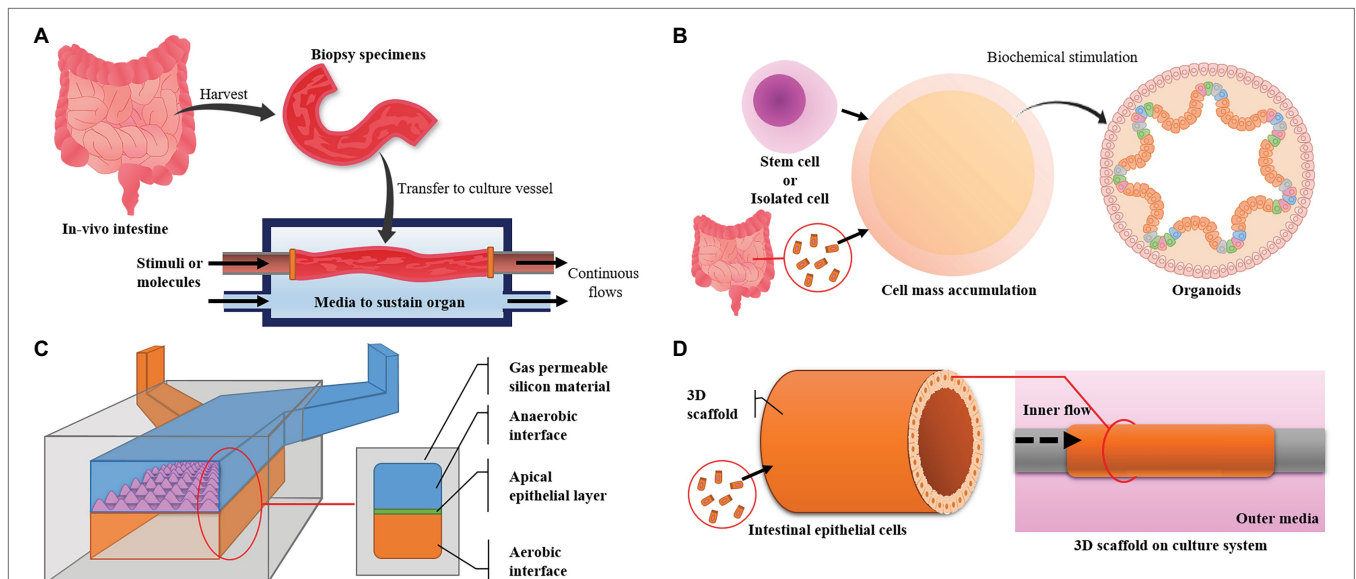 A
Biopsy specimens
Harvest
In-vivo intestine
Transfer to culture vessel
Stimuli or
molecules
Continuous
flows
Media to sustain organ
B
Biochemical stimulation
Stem cell
or
Isolated cell
Cell mass accumulation
Organoids
C
Gas permeable
silicon material
Anaerobic
interface
Apical
epithelial layer
Aerobic
interface
D
3D
scaffold
Inner flow
Intestinal epithelial cells
Outer media
3D scaffold on culture system